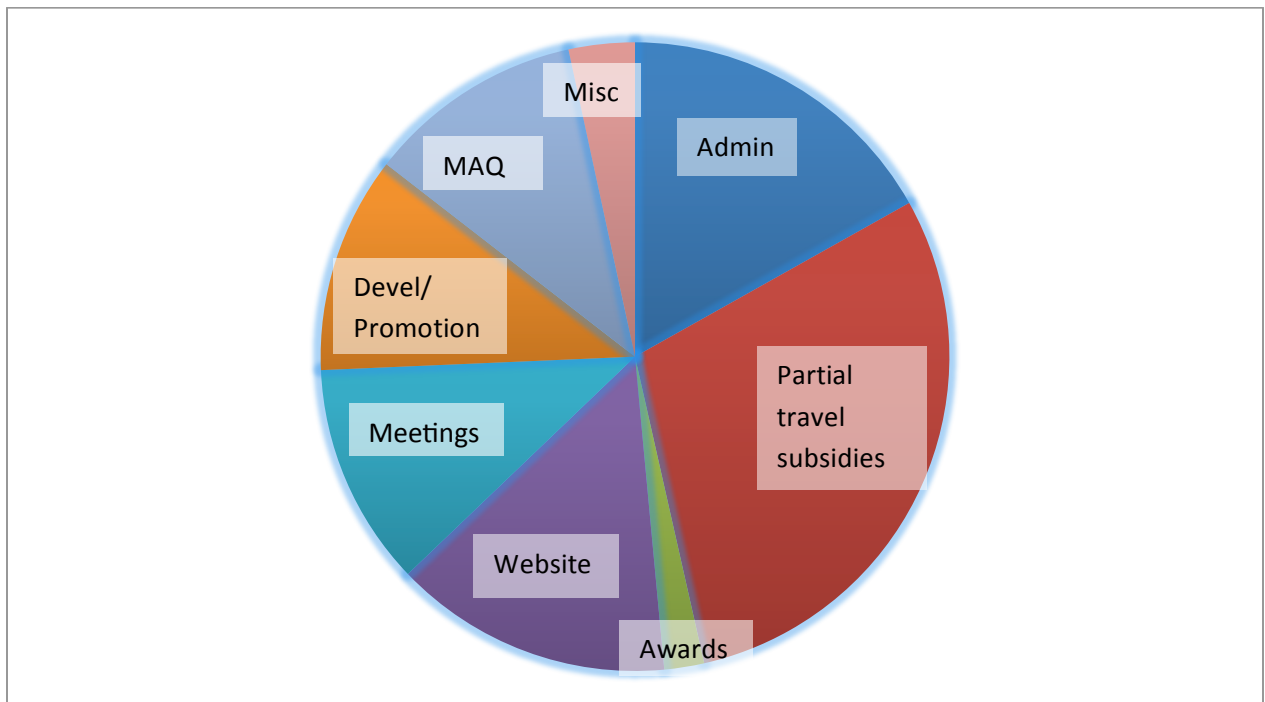 Misc
Admin
MAQ
Devel/
Promotion
Partial
travel
subsidies
Meetings
Website
Awards